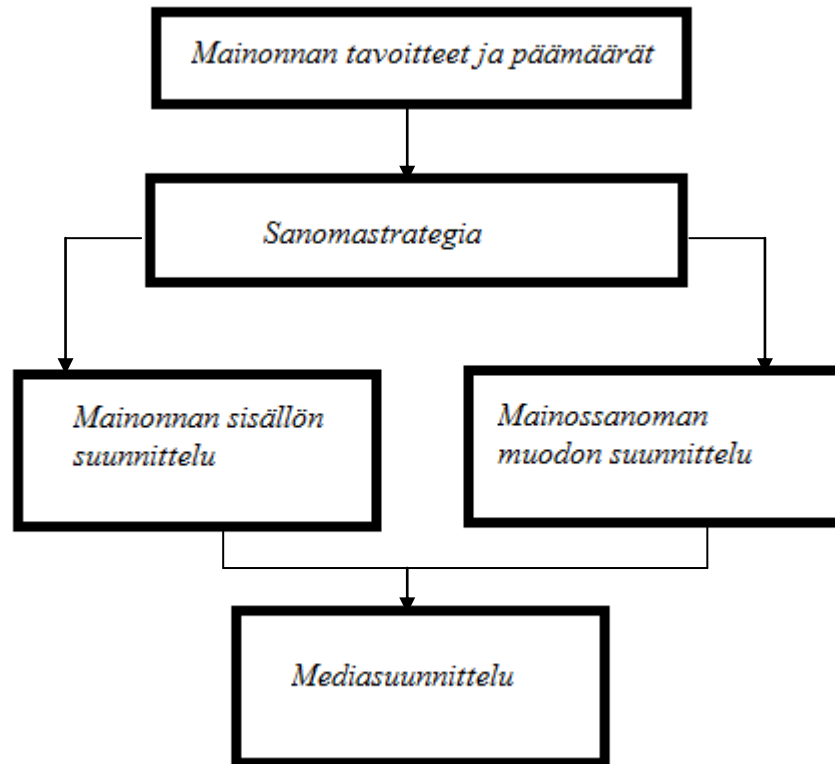 Mainonnan tavoitteet ja päämäärät
Sanomastrategia
Mainonnan sisällön
suunnittelu
Mainossanoman
muodon suunnittelu
Mediasuunnittelu